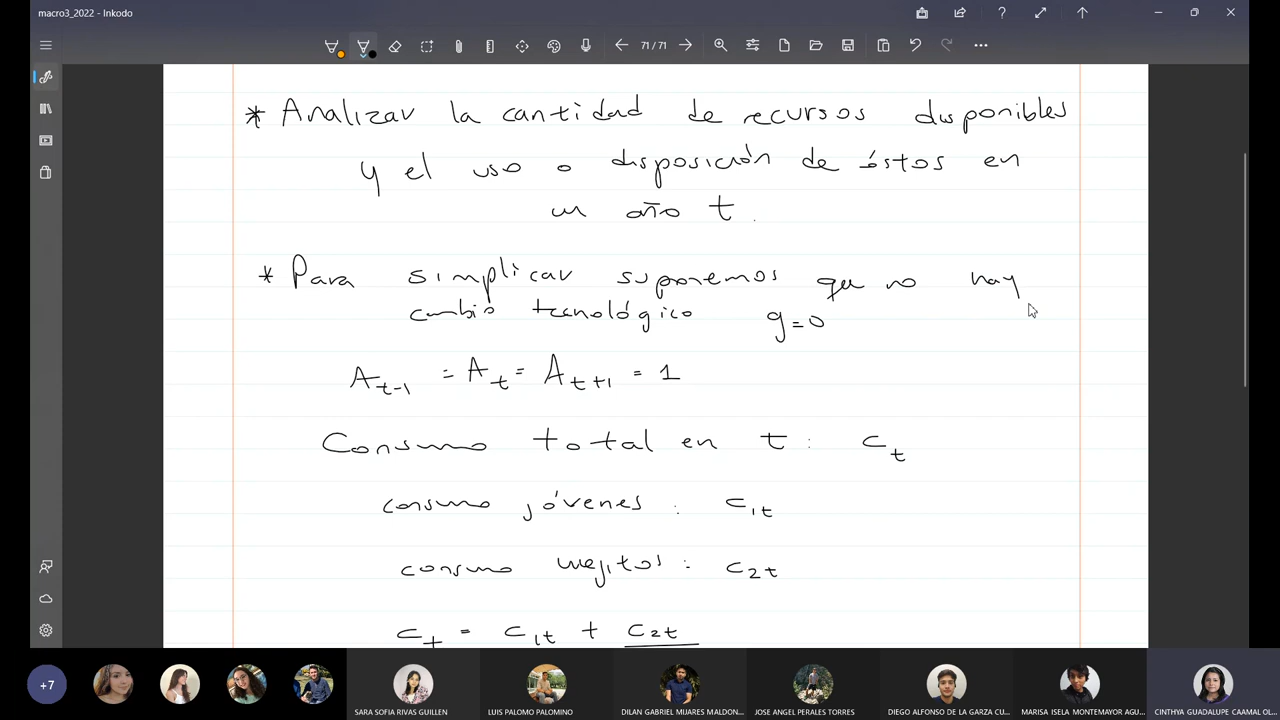 macro3_2022 - Inkodo
71 / 71
* Analizar la cantidad de recursos disponibles
y el uso o disposición de éstos en
un año t.
* Para simplicar suponemos que no hay
cambio tecnológico g=0
A_{t-1} = A_t = A_{t+1} = 1
Consumo total en t : C_t
consumo jóvenes : C_{1t}
consumo viejitos : C_{2t}
C_t = C_{1t} + C_{2t}
+7
SARA SOFIA RIVAS GUILLEN
LUIS PALOMO PALOMINO
DILAN GABRIEL MIJARES MALDON...
JOSE ANGEL PERALES TORRES
DIEGO ALFONSO DE LA GARZA CU...
MARISA ISELA MONTEMAYOR AGU...
CINTHYA GUADALUPE CAAMAL OL...